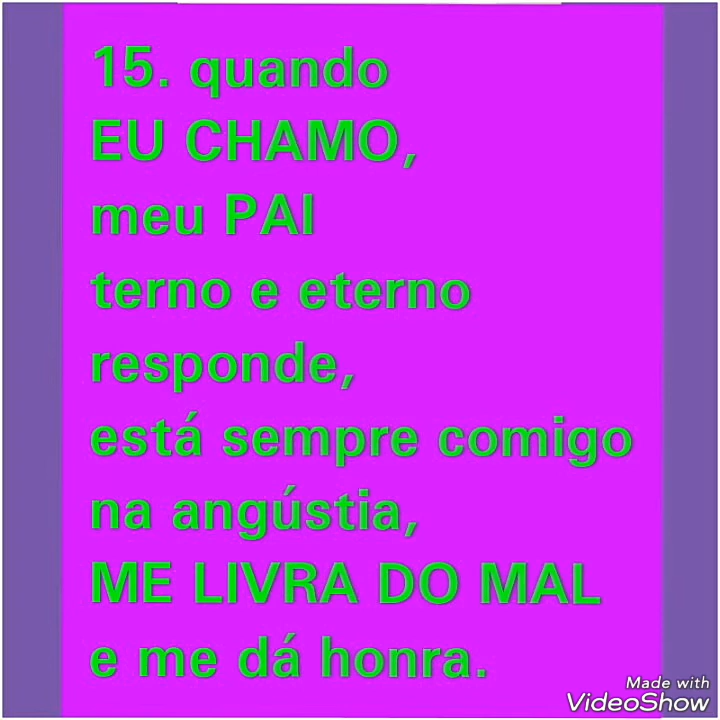 15. quando
EU CHAMO,
meu PAI
terno e eterno
responde,
está sempre comigo
na angústia,
ME LIVRA DO MAL
e me dá honra.
Made with
VideoShow